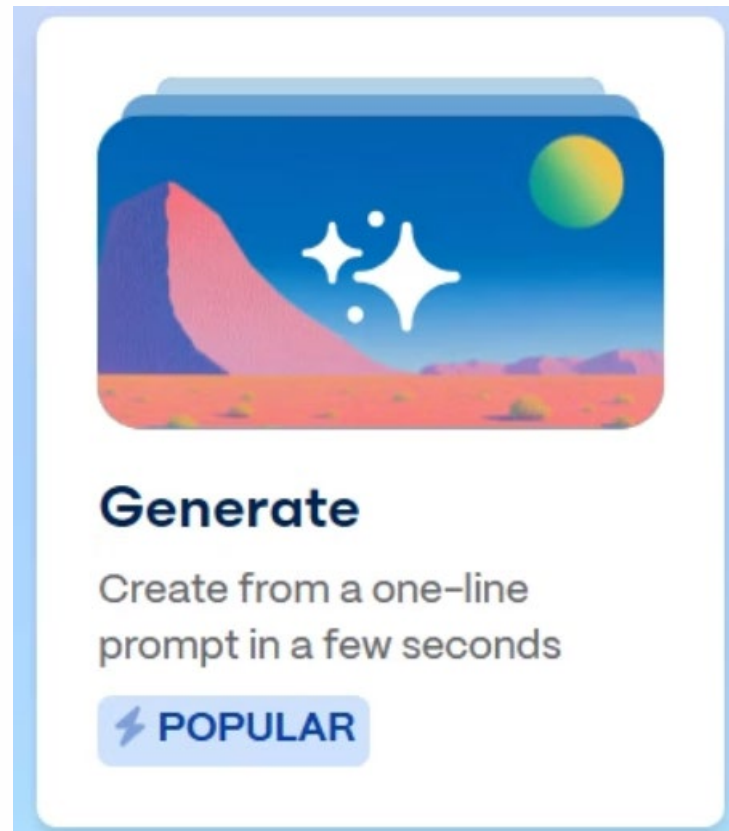 Generate
Create from a one-line
prompt in a few seconds
POPULAR